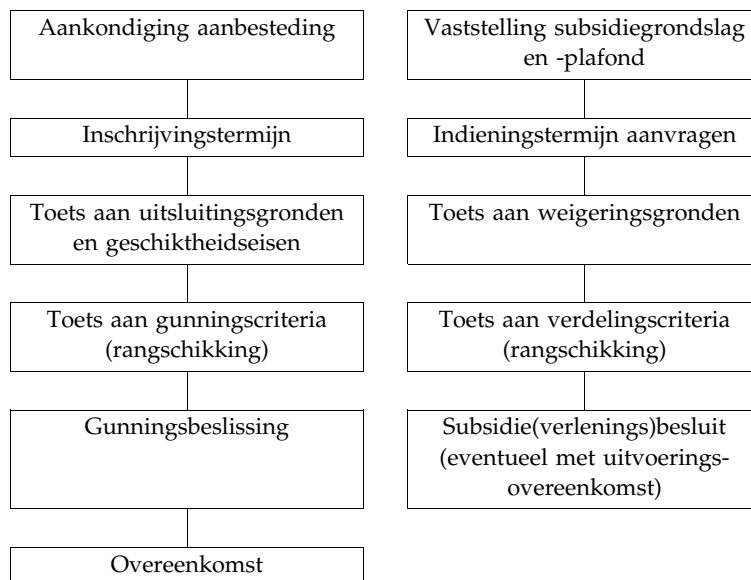 Aankondiging aanbesteding
Inschrijvingstermijn
Toets aan uitsluitingsgronden
en geschiktheidseisen
Toets aan gunningscriteria
(rangschikking)
Gunningsbeslissing
Overeenkomst
Vaststelling subsidiegrondslag
en -plafond
Indieningstermijn aanvragen
Toets aan weigeringsgronden
Toets aan verdelingscriteria
(rangschikking)
Subsidie(verlenings)besluit
(eventueel met uitvoerings-
overeenkomst)